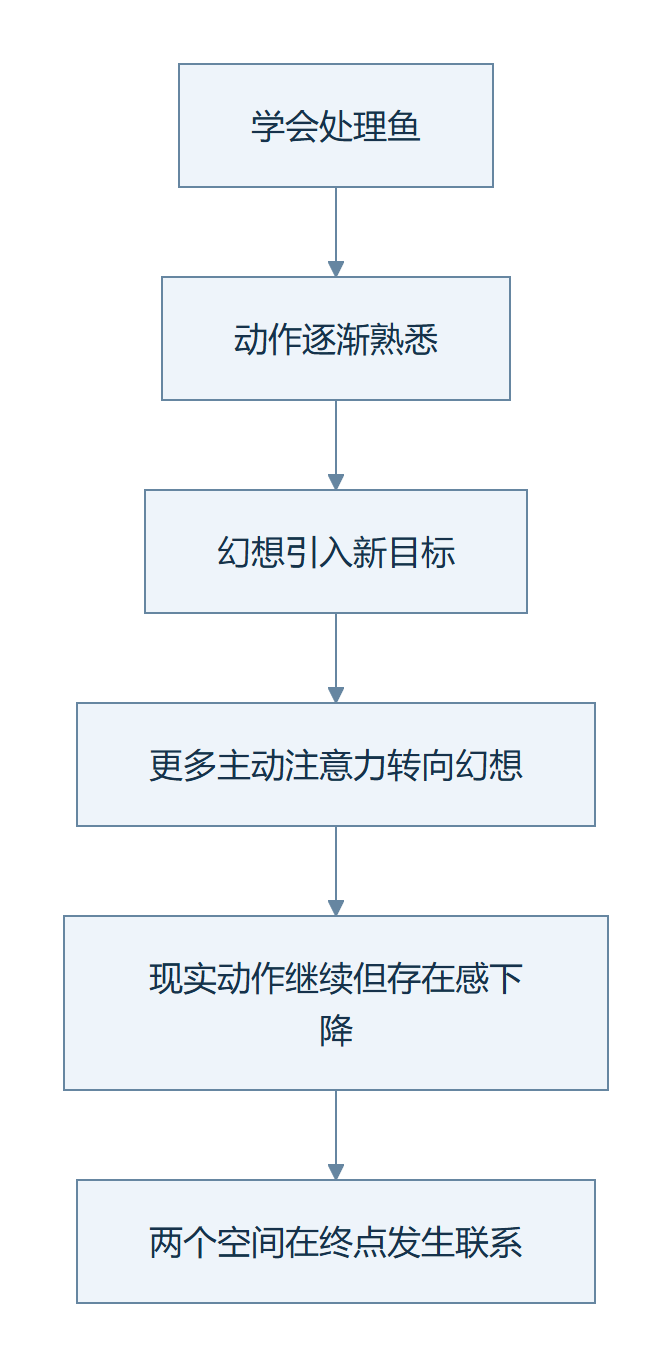 学会处理鱼
动作逐渐熟悉
幻想引入新目标
更多主动注意力转向幻想
现实动作继续但存在感下
降
两个空间在终点发生联系